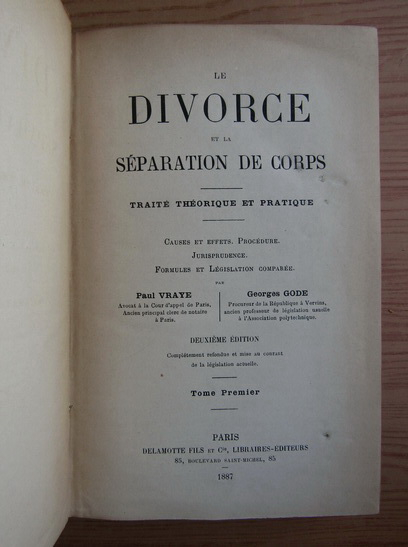 LE
DIVORCE
ET LA
SÉPARATION DE CORPS
TRAITÉ THÉORIQUE ET PRATIQUE
CAUSES ET EFFETS. PROCÉDURE.
JURISPRUDENCE.
FORMULES ET LÉGISLATION COMPARÉE.
PAR
Paul VRAYE
Avocat à la Cour d'appel de Paris,
Ancien principal clerc de notaire
à Paris.
Georges GODE
Procureur de la République à Vervins,
ancien professeur de législation usuelle
à l'Association polytechnique.
DEUXIÈME ÉDITION
Complètement refondue et mise au courant
de la législation actuelle.
Tome Premier
PARIS
DELAMOTTE FILS ET Cie, LIBRAIRES-ÉDITEURS
85, BOULEVARD SAINT-MICHEL, 85
1887